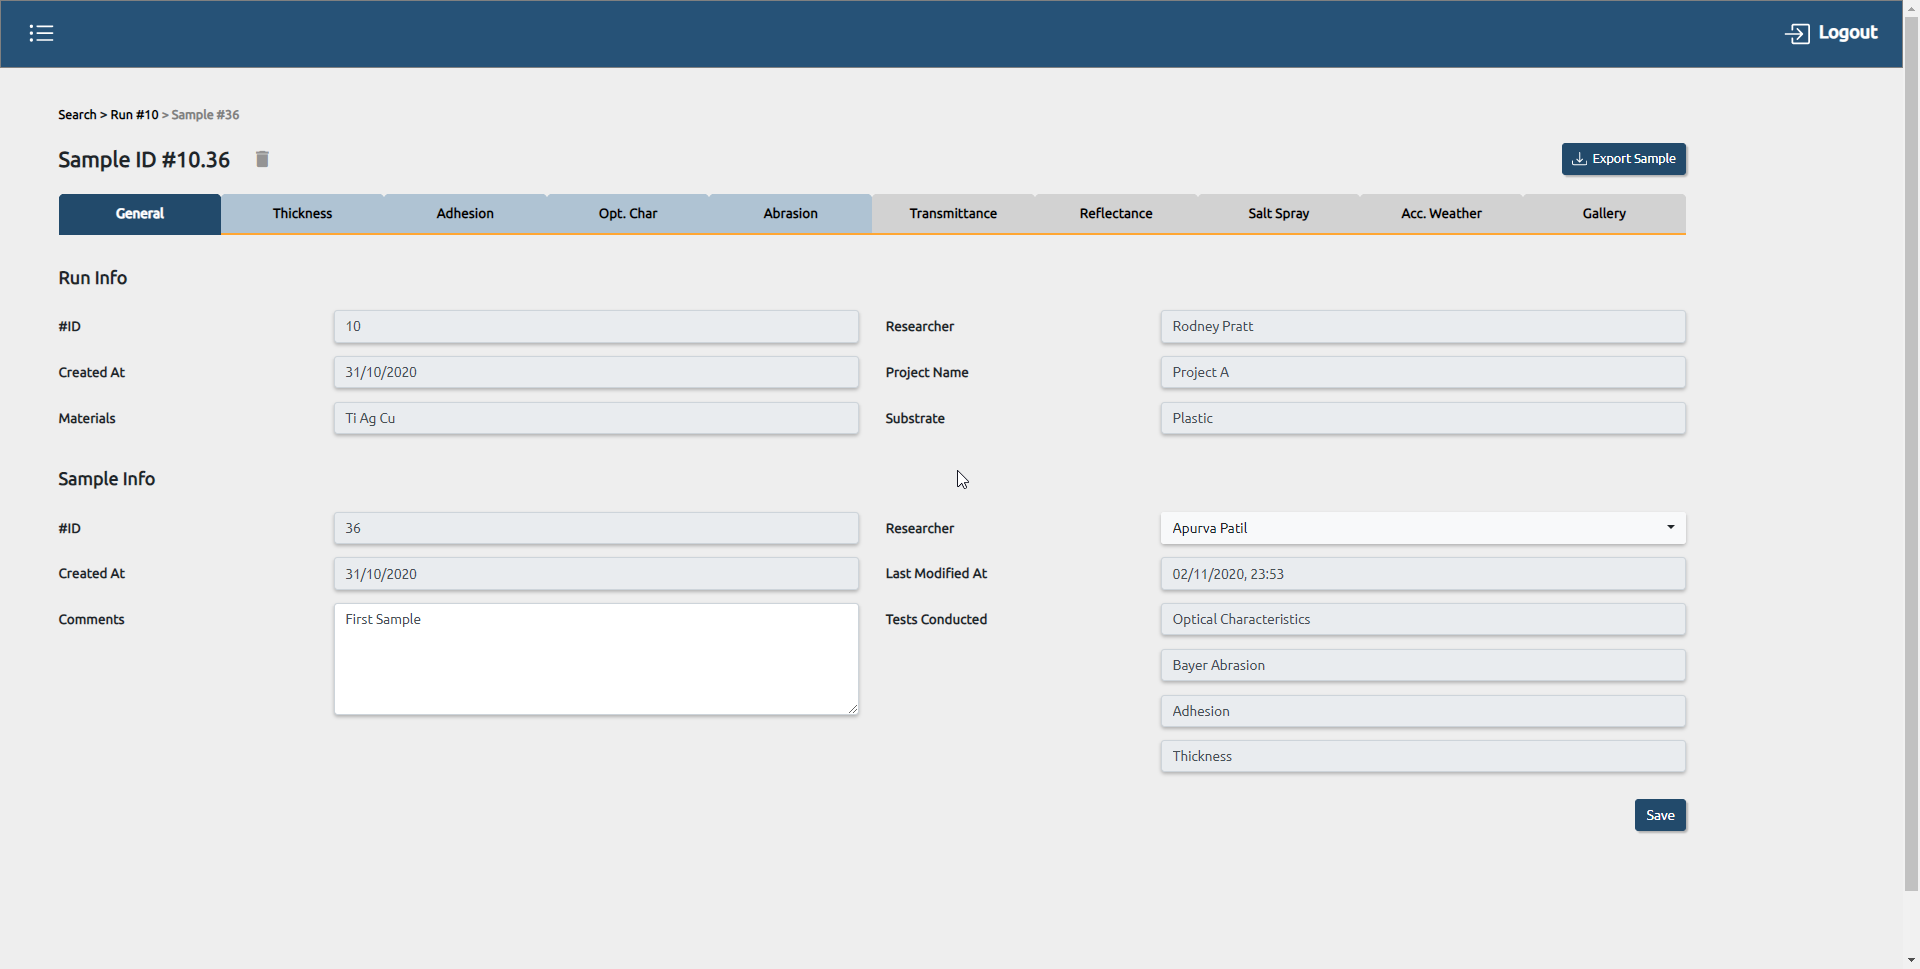 Logout
Search > Run #10 > Sample #36
Sample ID #10.36
Export Sample
General Thickness Adhesion Opt. Char Abrasion Transmittance Reflectance Salt Spray Acc. Weather Gallery
Run Info
#ID 10 Researcher Rodney Pratt
Created At 31/10/2020 Project Name Project A
Materials Ti Ag Cu Substrate Plastic
Sample Info
#ID 36 Researcher Apurva Patil
Created At 31/10/2020 Last Modified At 02/11/2020, 23:53
Comments First Sample Tests Conducted Optical Characteristics
Bayer Abrasion
Adhesion
Thickness
Save